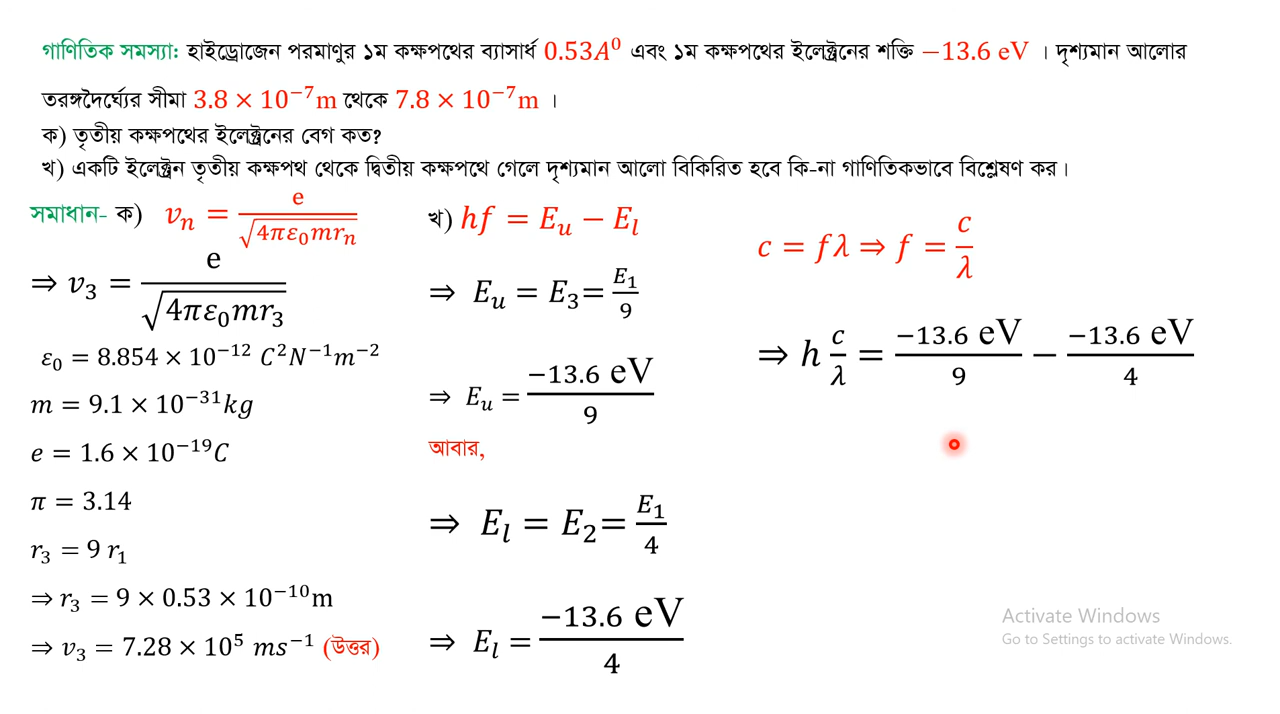 গাণিতিক সমস্যা: হাইড্রোজেন পরমাণুর ১ম কক্ষপথের ব্যাসার্ধ 0.53A⁰ এবং ১ম কক্ষপথের ইলেক্ট্রনের শক্তি −13.6 eV । দৃশ্যমান আলোর
তরঙ্গদৈর্ঘ্যের সীমা 3.8 × 10⁻⁷m থেকে 7.8 × 10⁻⁷m ।
ক) তৃতীয় কক্ষপথের ইলেক্ট্রনের বেগ কত?
খ) একটি ইলেক্ট্রন তৃতীয় কক্ষপথ থেকে দ্বিতীয় কক্ষপথে গেলে দৃশ্যমান আলো বিকিরিত হবে কি-না গাণিতিকভাবে বিশ্লেষণ কর।
সমাধান- ক) vₙ = e/√(4πε₀mrₙ)
⇒ v₃ = e/√(4πε₀mr₃)
ε₀ = 8.854 × 10⁻¹² C²N⁻¹m⁻²
m = 9.1 × 10⁻³¹kg
e = 1.6 × 10⁻¹⁹C
π = 3.14
r₃ = 9 r₁
⇒ r₃ = 9 × 0.53 × 10⁻¹⁰m
⇒ v₃ = 7.28 × 10⁵ ms⁻¹ (উত্তর)
খ) hf = E_u − E_l
⇒ E_u = E₃= E₁/9
⇒ E_u = −13.6 eV/9
আবার,
⇒ E_l = E₂= E₁/4
⇒ E_l = −13.6 eV/4
c = fλ ⇒ f = c/λ
⇒ h c/λ = −13.6 eV/9 − −13.6 eV/4
Activate Windows
Go to Settings to activate Windows.